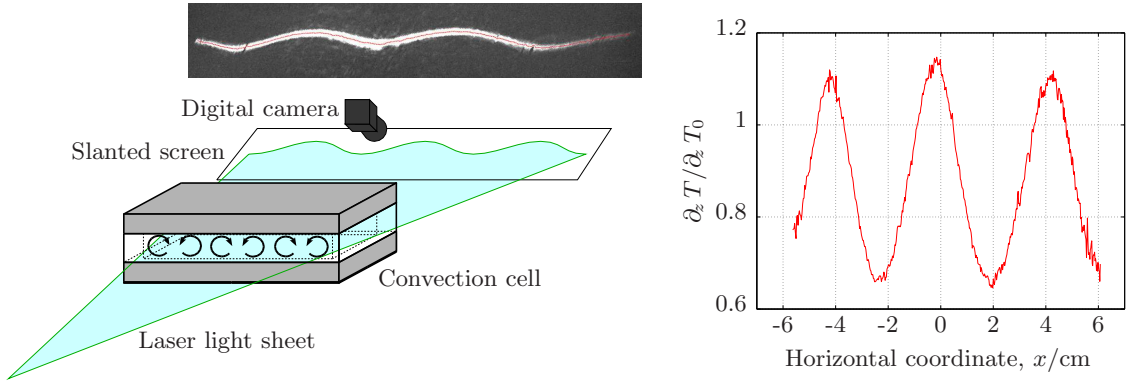 Digital camera
Slanted screen
Convection cell
Laser light sheet
∂z T/∂z T0
1.2
1
0.8
0.6
-6 -4 -2 0 2 4 6
Horizontal coordinate, x/cm